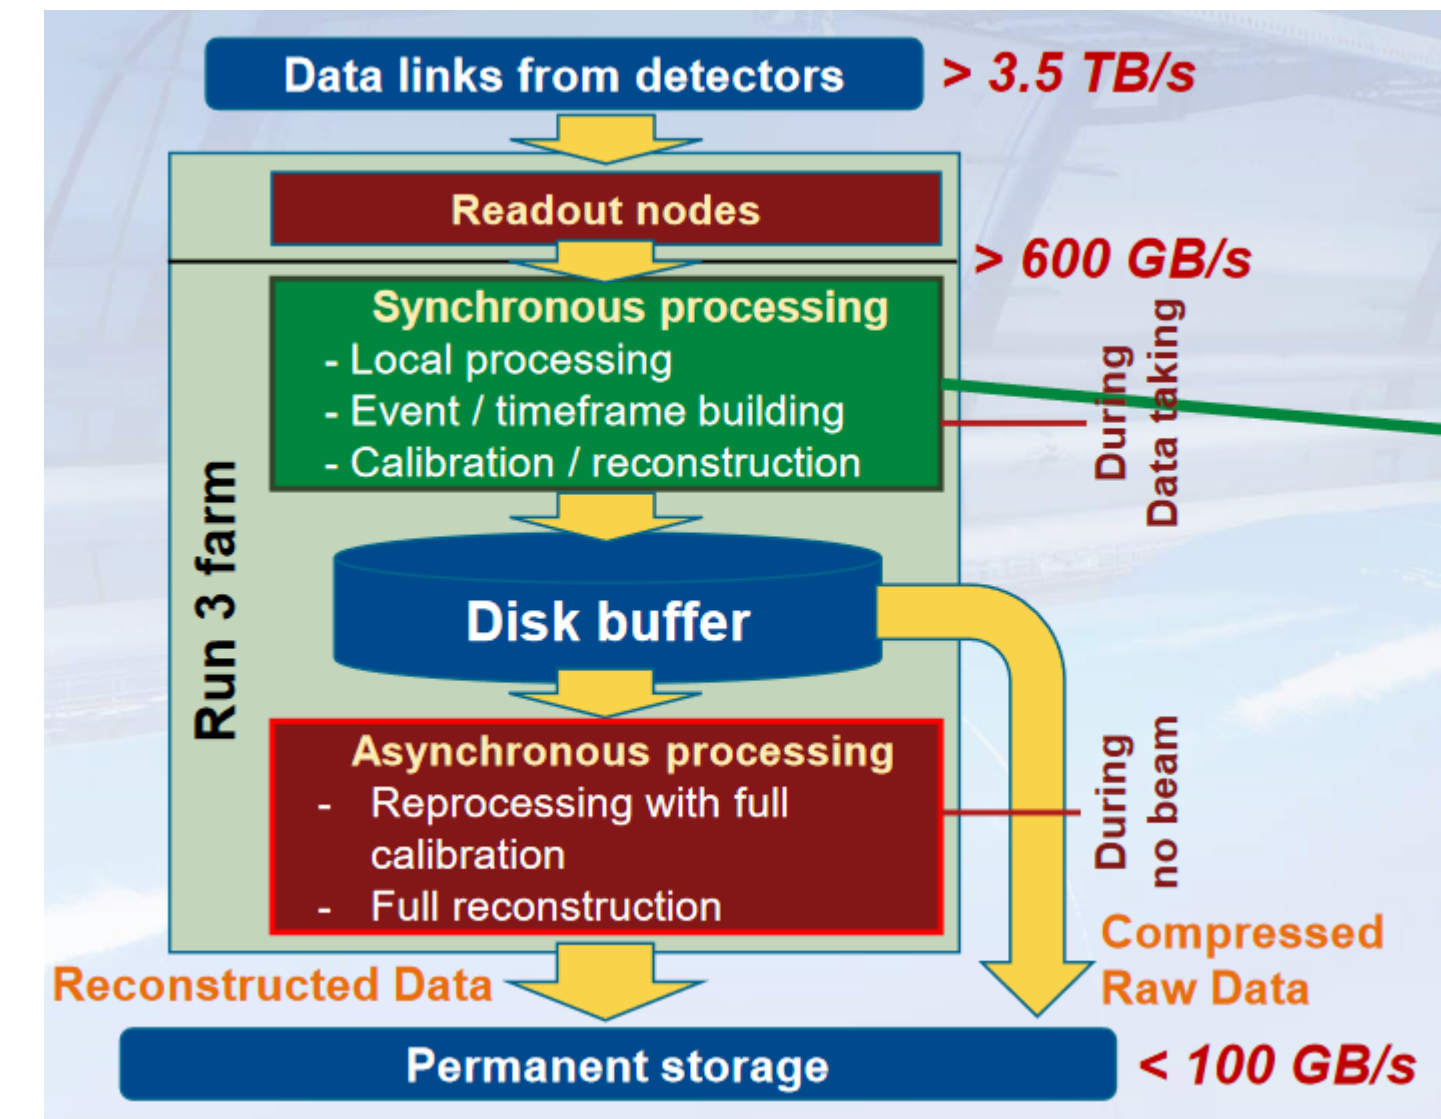 Data links from detectors
> 3.5 TB/s
Readout nodes
> 600 GB/s
Synchronous processing
- Local processing
- Event / timeframe building
- Calibration / reconstruction
During
Data taking
Run 3 farm
Disk buffer
Asynchronous processing
- Reprocessing with full
calibration
- Full reconstruction
During
no beam
Compressed
Raw Data
Reconstructed Data
Permanent storage
< 100 GB/s